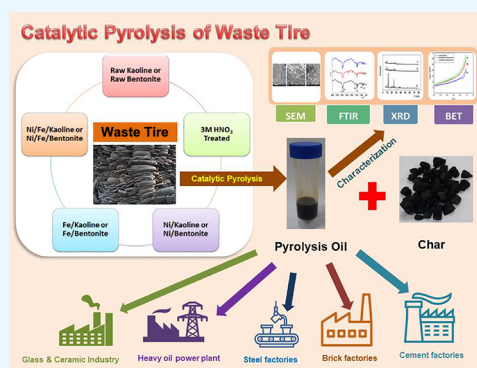 Catalytic Pyrolysis of Waste Tire
Raw Kaoline or
Raw Bentonite
Ni/Fe/Kaoline or
Ni/Fe/Bentonite
Waste Tire
3M HNO3
Treated
Fe/Kaoline or
Fe/Bentonite
Ni/Kaoline or
Ni/Bentonite
Catalytic Pyrolysis
SEM
FTIR
XRD
BET
Characterization
Pyrolysis Oil
Char
Glass & Ceramic Industry
Heavy oil power plant
Steel factories
Brick factories
Cement factories